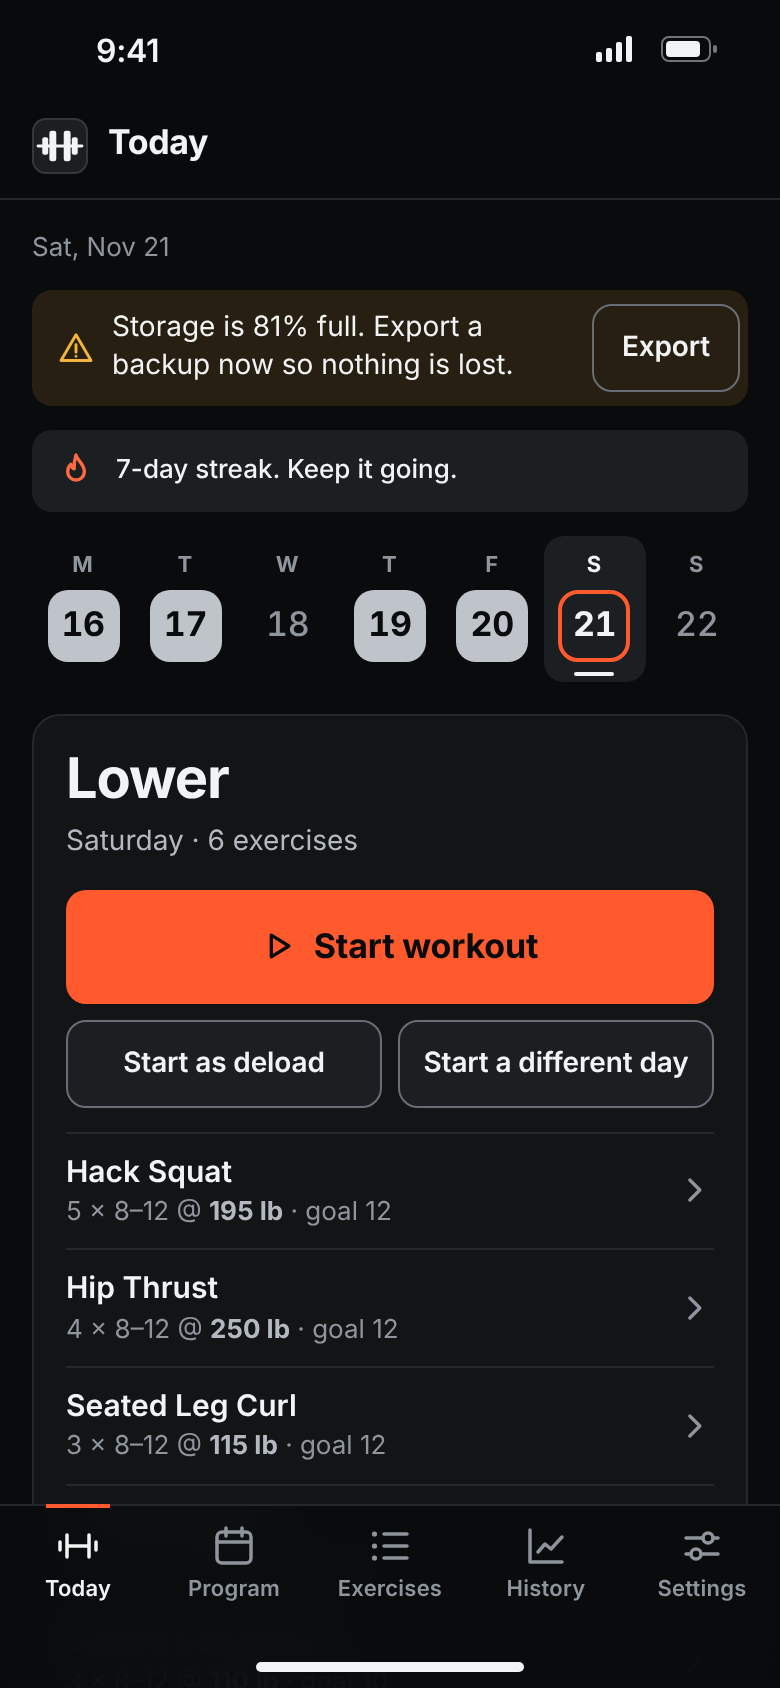 9:41
Today
Sat, Nov 21
Storage is 81% full. Export a
backup now so nothing is lost.
Export
7-day streak. Keep it going.
M T W T F S S
16 17 18 19 20 21 22
Lower
Saturday · 6 exercises
Start workout
Start as deload
Start a different day
Hack Squat
5 × 8–12 @ 195 lb · goal 12
Hip Thrust
4 × 8–12 @ 250 lb · goal 12
Seated Leg Curl
3 × 8–12 @ 115 lb · goal 12
Today Program Exercises History Settings